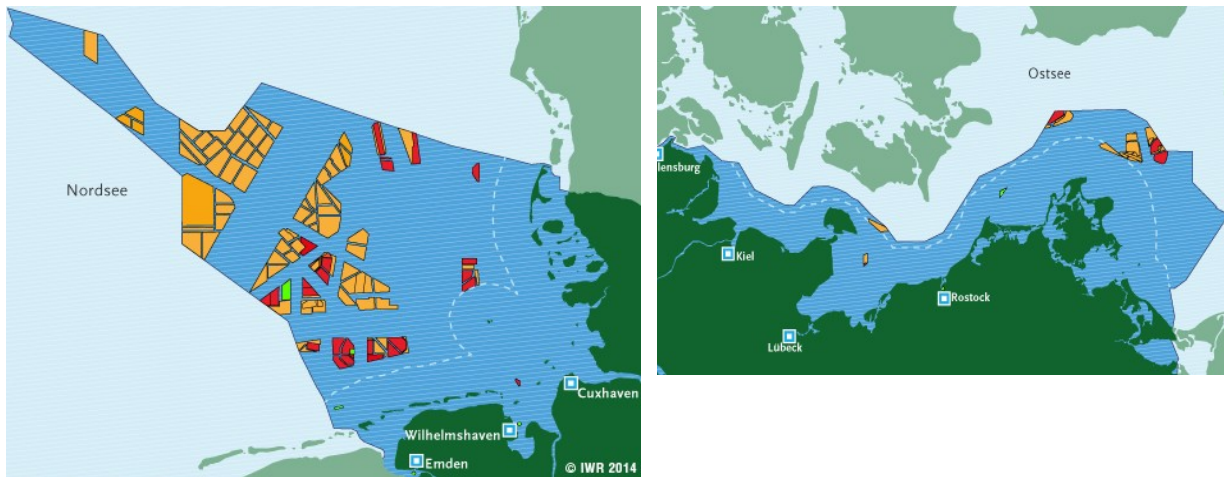 Nordsee
Wilhelmshaven
Emden
Cuxhaven
© IWR 2014
Ostsee
lensburg
Kiel
Lübeck
Rostock